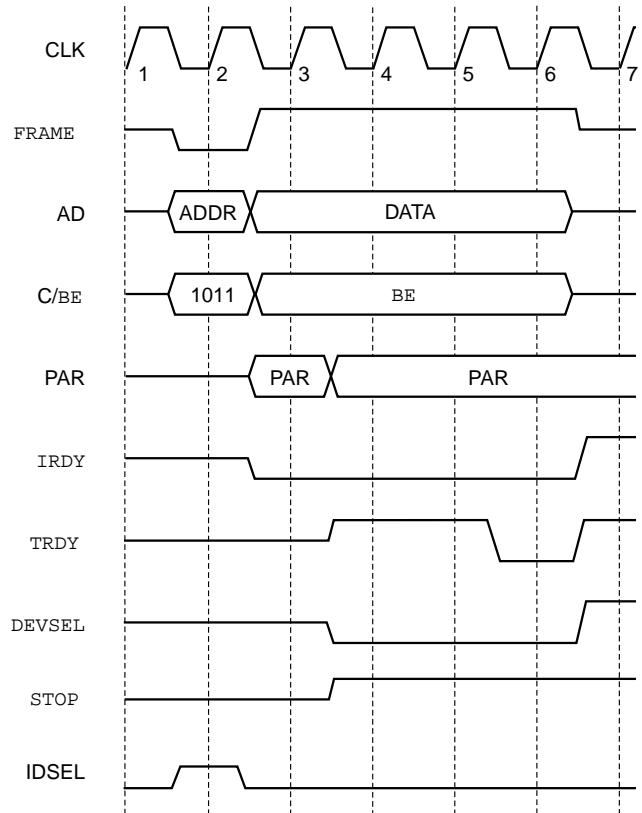 CLK
1 2 3 4 5 6 7
FRAME
AD ADDR DATA
C/BE 1011 BE
PAR PAR PAR
IRDY
TRDY
DEVSEL
STOP
IDSEL